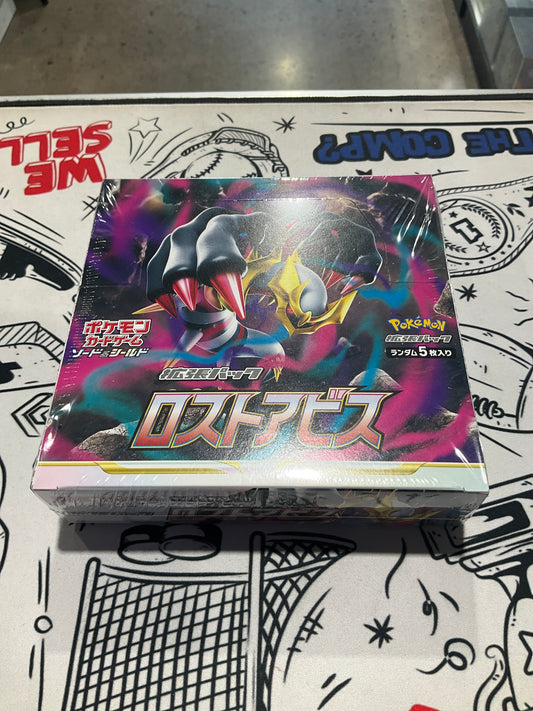 WE
SELL
THE COMP?
ポケモン
カードゲーム
ソード&シールド
POKéMON
拡張パック
ランダム5枚入り
拡張パック
ロストアビス